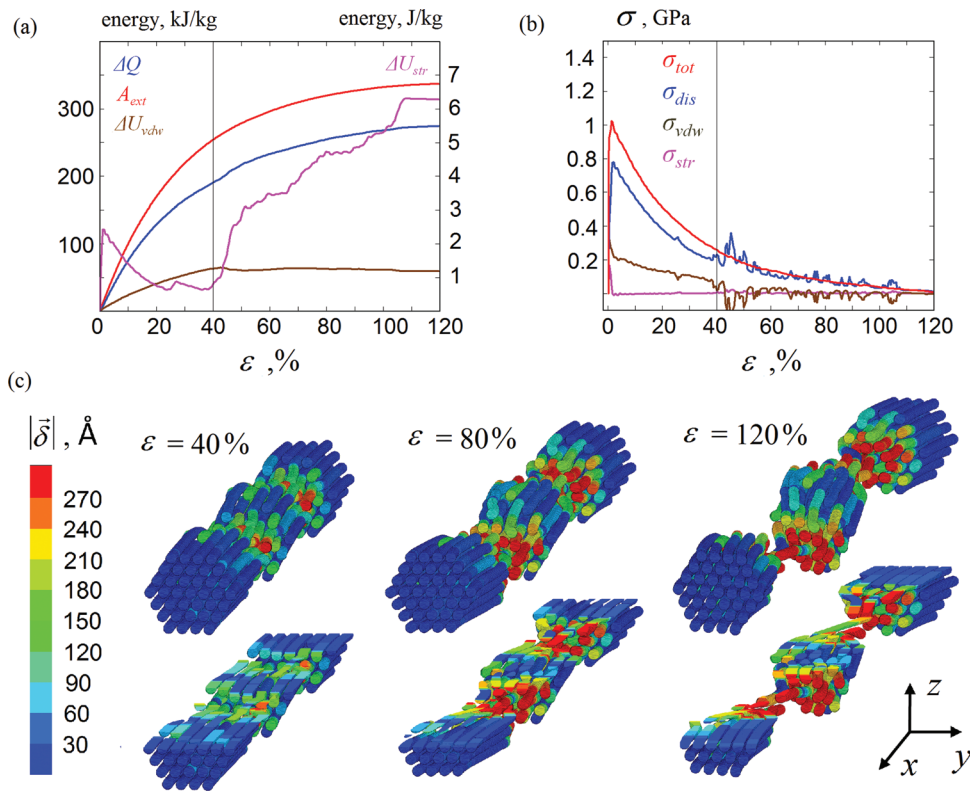 (a)
energy, kJ/kg
energy, J/kg
ΔQ
A_ext
ΔU_vdw
ΔU_str
300
200
100
7
6
5
4
3
2
1
0 20 40 60 80 100 120
ε ,%
(b)
σ , GPa
σ_tot
σ_dis
σ_vdw
σ_str
1.4
1.2
1
0.8
0.6
0.4
0.2
0 20 40 60 80 100 120
ε ,%
(c)
|δ⃗| , Å
270
240
210
180
150
120
90
60
30
ε = 40%
ε = 80%
ε = 120%
z
x
y